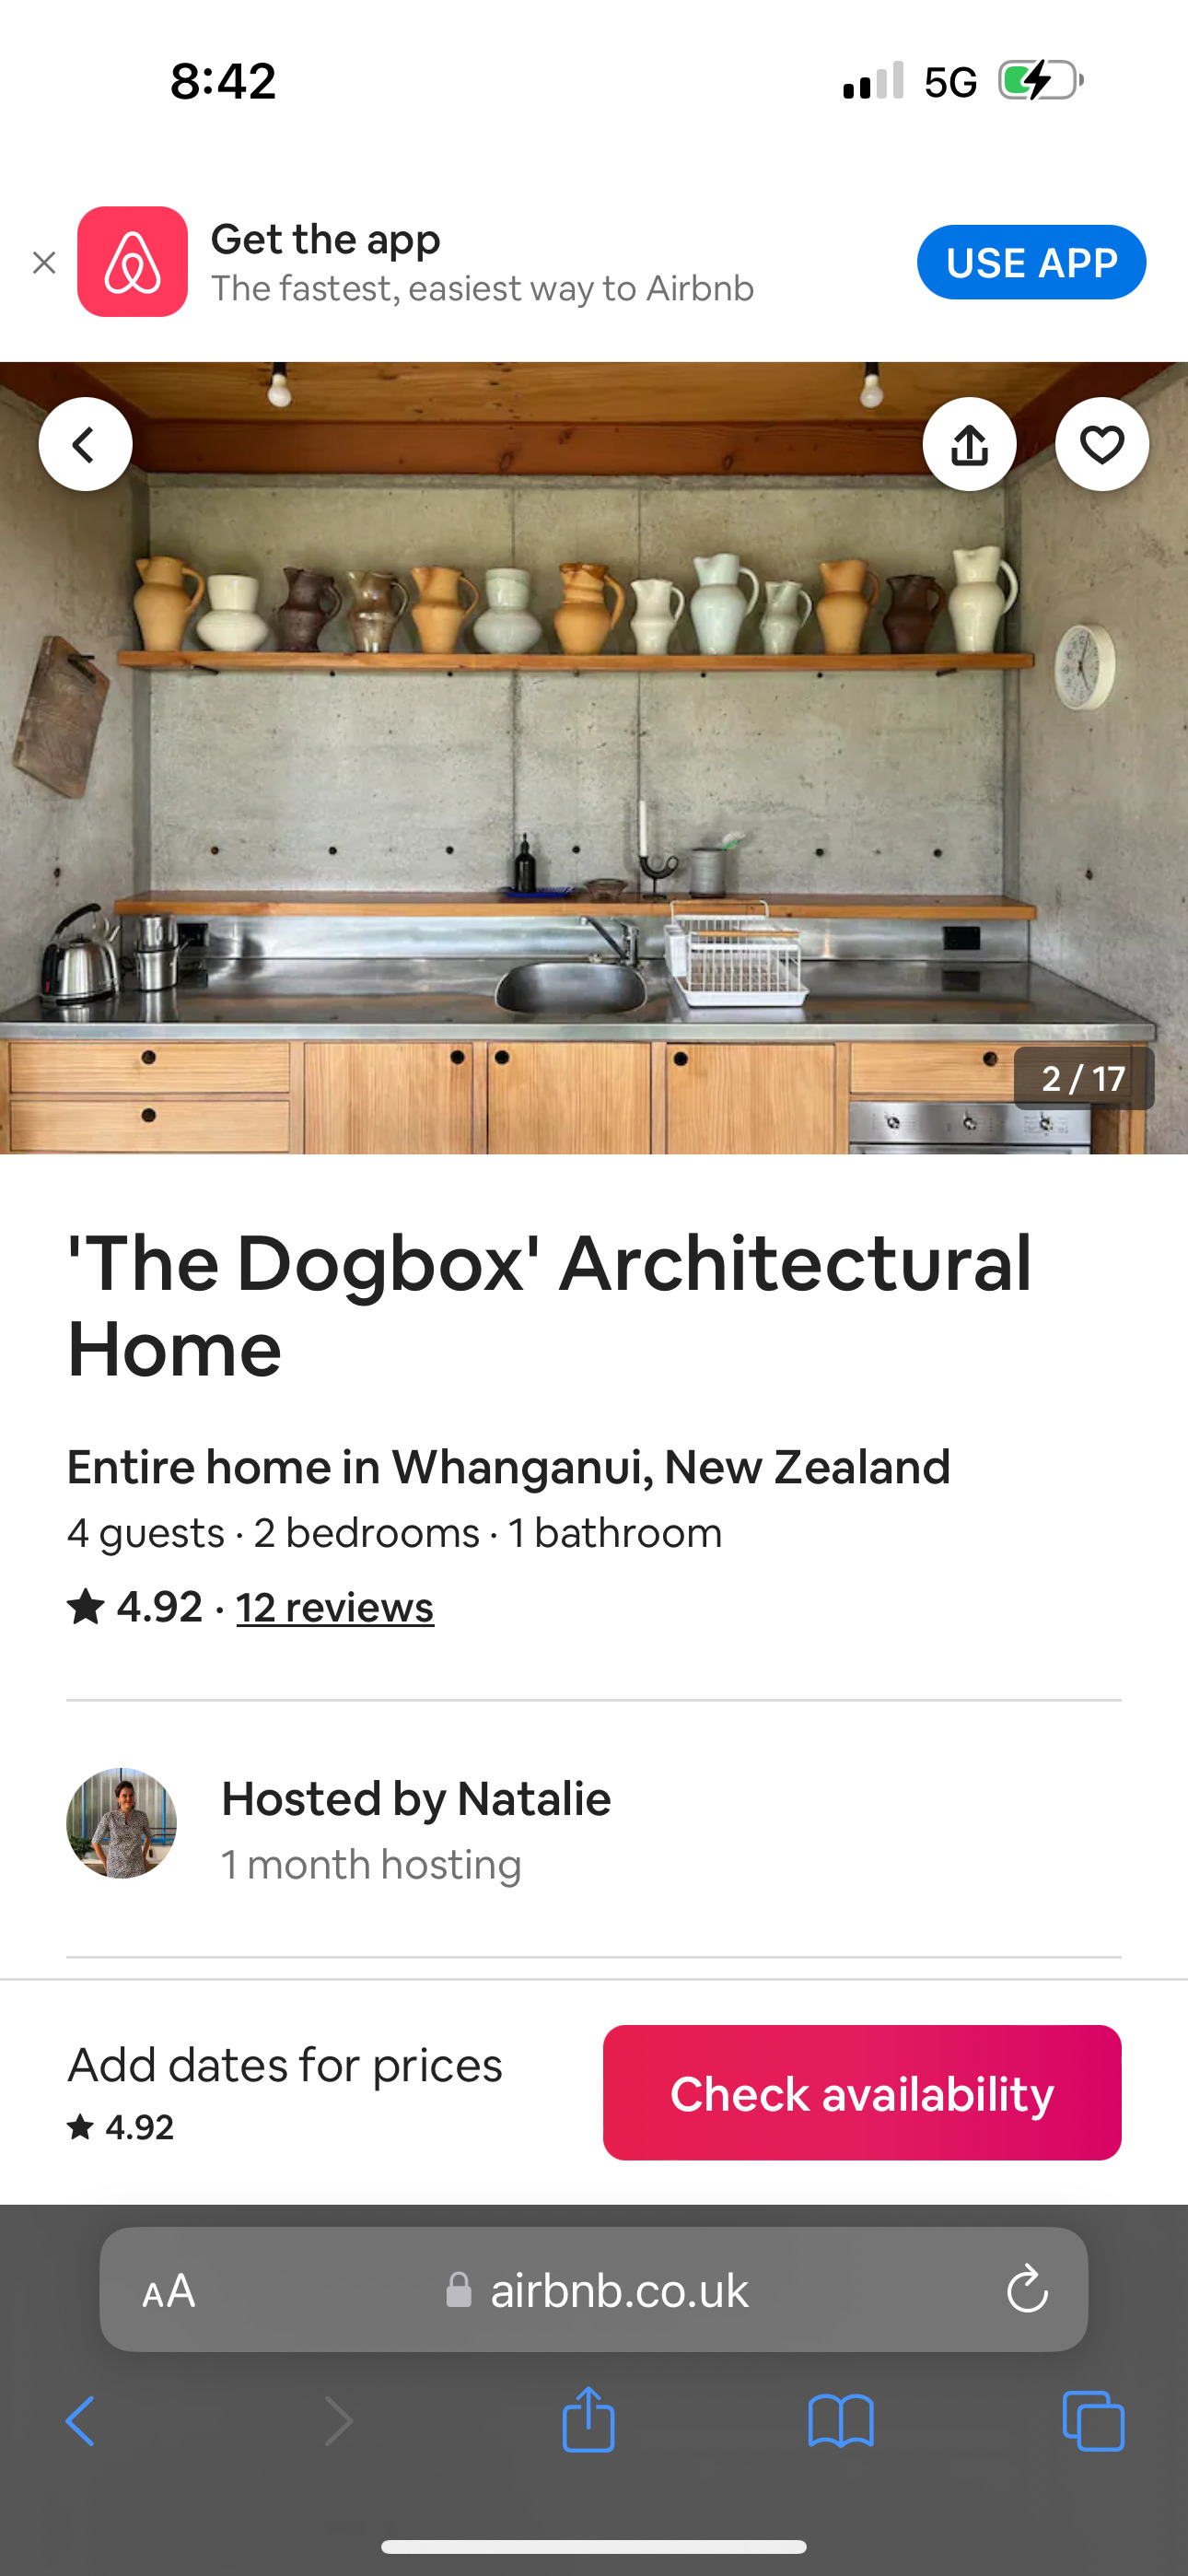 8:42
5G
Get the app
The fastest, easiest way to Airbnb
USE APP
2 / 17
'The Dogbox' Architectural
Home
Entire home in Whanganui, New Zealand
4 guests · 2 bedrooms · 1 bathroom
★ 4.92 · 12 reviews
Hosted by Natalie
1 month hosting
Add dates for prices
★ 4.92
Check availability
AA
airbnb.co.uk